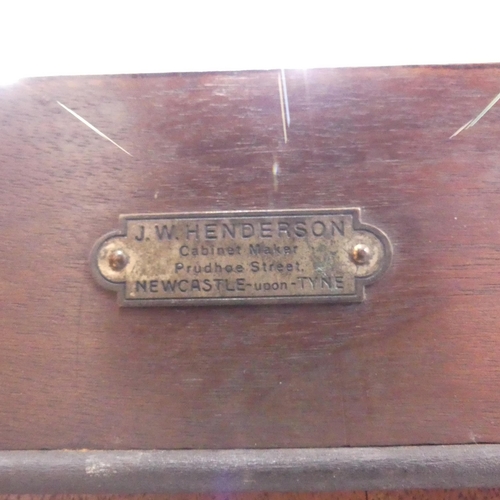 J. W. HENDERSON
Cabinet Maker
Prudhoe Street,
NEWCASTLE-upon-TYNE